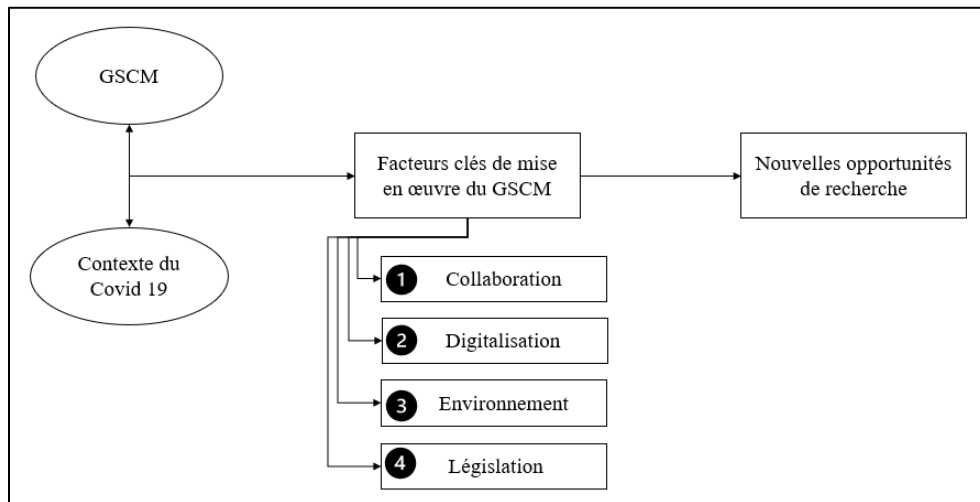 GSCM
Facteurs clés de mise
en œuvre du GSCM
Nouvelles opportunités
de recherche
Contexte du
Covid 19
1 Collaboration
2 Digitalisation
3 Environnement
4 Législation